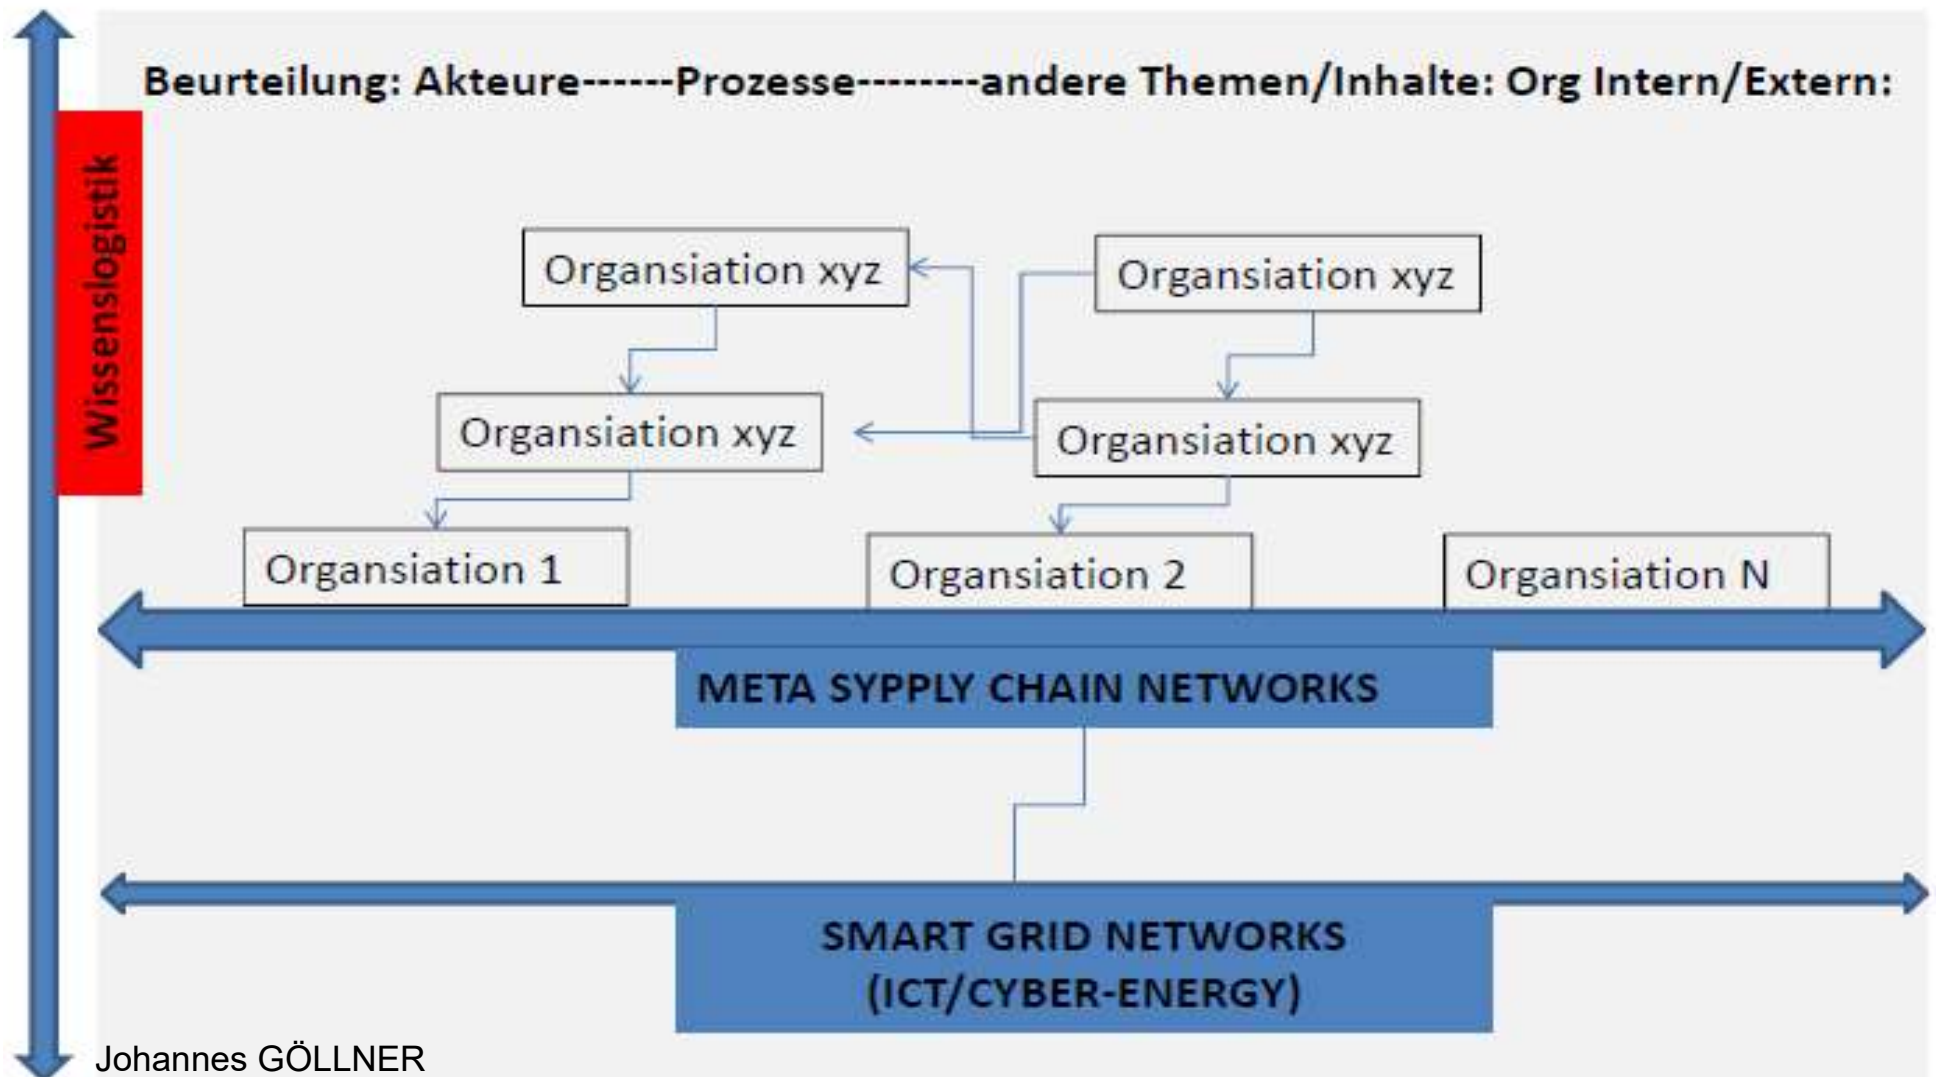 Beurteilung: Akteure------Prozesse--------andere Themen/Inhalte: Org Intern/Extern:
Wissenslogistik
Organsiation xyz
Organsiation xyz
Organsiation xyz
Organsiation xyz
Organsiation 1
Organsiation 2
Organsiation N
META SYPPLY CHAIN NETWORKS
SMART GRID NETWORKS
(ICT/CYBER-ENERGY)
Johannes GÖLLNER